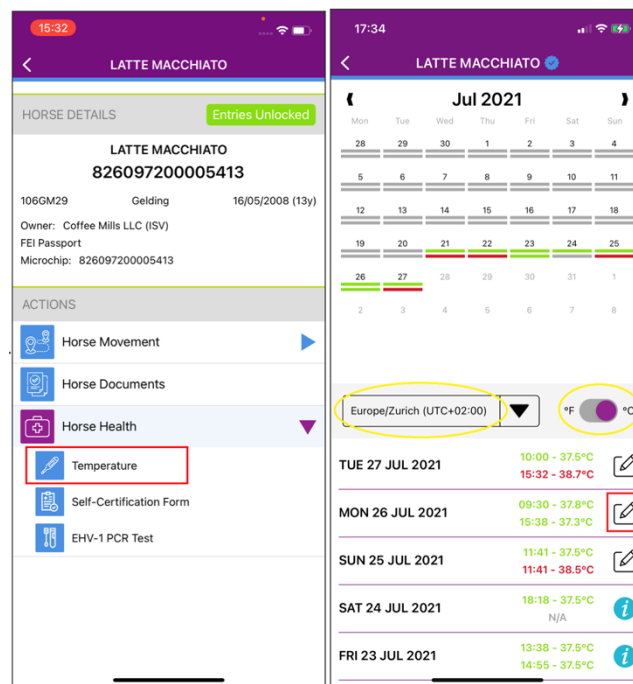 15:32
LATTE MACCHIATO
HORSE DETAILS
Entries Unlocked
LATTE MACCHIATO
826097200005413
106GM29 Gelding 16/05/2008 (13y)
Owner: Coffee Mills LLC (ISV)
FEI Passport
Microchip: 826097200005413
ACTIONS
Horse Movement
Horse Documents
Horse Health
Temperature
Self-Certification Form
EHV-1 PCR Test
17:34
LATTE MACCHIATO
Jul 2021
Mon Tue Wed Thu Fri Sat Sun
28 29 30 1 2 3 4
5 6 7 8 9 10 11
12 13 14 15 16 17 18
19 20 21 22 23 24 25
26 27 28 29 30 31 1
2 3 4 5 6 7 8
Europe/Zurich (UTC+02:00)
°F °C
TUE 27 JUL 2021
10:00 - 37.5°C
15:32 - 38.7°C
MON 26 JUL 2021
09:30 - 37.8°C
15:38 - 37.3°C
SUN 25 JUL 2021
11:41 - 37.5°C
11:41 - 38.5°C
SAT 24 JUL 2021
18:18 - 37.5°C
N/A
i
FRI 23 JUL 2021
13:38 - 37.5°C
14:55 - 37.5°C
i